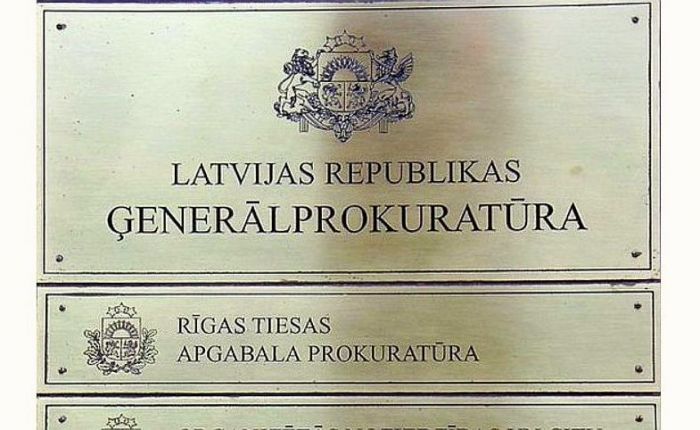 LATVIJAS REPUBLIKAS
ĢENERĀLPROKURATŪRA
RĪGAS TIESAS
APGABALA PROKURATŪRA